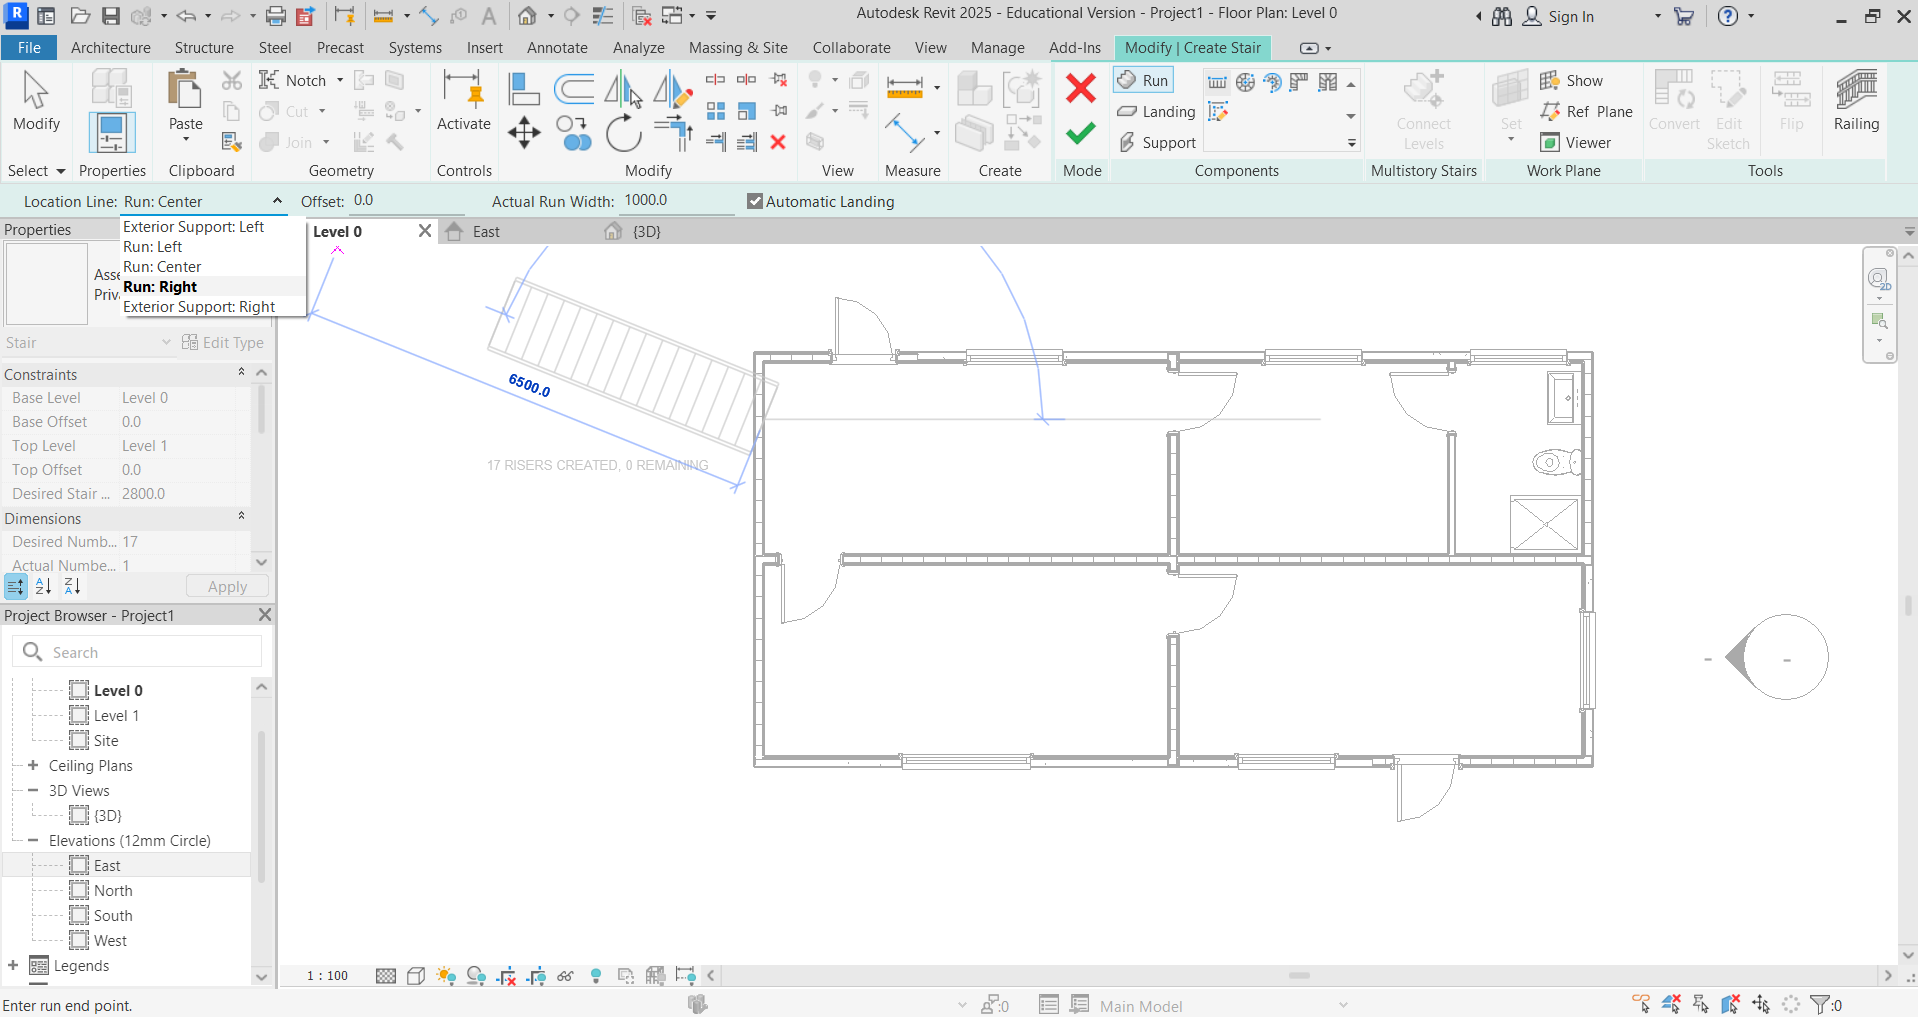 R
Autodesk Revit 2025 - Educational Version - Project1 - Floor Plan: Level 0
Sign In
File
Architecture
Structure
Steel
Precast
Systems
Insert
Annotate
Analyze
Massing & Site
Collaborate
View
Manage
Add-Ins
Modify | Create Stair
Modify
Paste
Notch
Cut
Join
Activate
Run
Landing
Support
Connect
Levels
Set
Show
Ref Plane
Viewer
Convert
Edit
Sketch
Flip
Railing
Select
Properties
Clipboard
Geometry
Controls
Modify
View
Measure
Create
Mode
Components
Multistory Stairs
Work Plane
Tools
Location Line: Run: Center
Offset: 0.0
Actual Run Width: 1000.0
Automatic Landing
Exterior Support: Left
Run: Left
Run: Center
Run: Right
Exterior Support: Right
Level 0
East
{3D}
Properties
Asse
Priv
Stair
Edit Type
Constraints
Base Level Level 0
Base Offset 0.0
Top Level Level 1
Top Offset 0.0
Desired Stair ... 2800.0
Dimensions
Desired Numb... 17
Actual Numbe... 1
Apply
Project Browser - Project1
Search
Level 0
Level 1
Site
Ceiling Plans
3D Views
{3D}
Elevations (12mm Circle)
East
North
South
West
Legends
6500.0
17 RISERS CREATED, 0 REMAINING
2D
1 : 100
Enter run end point.
:0
Main Model
:0